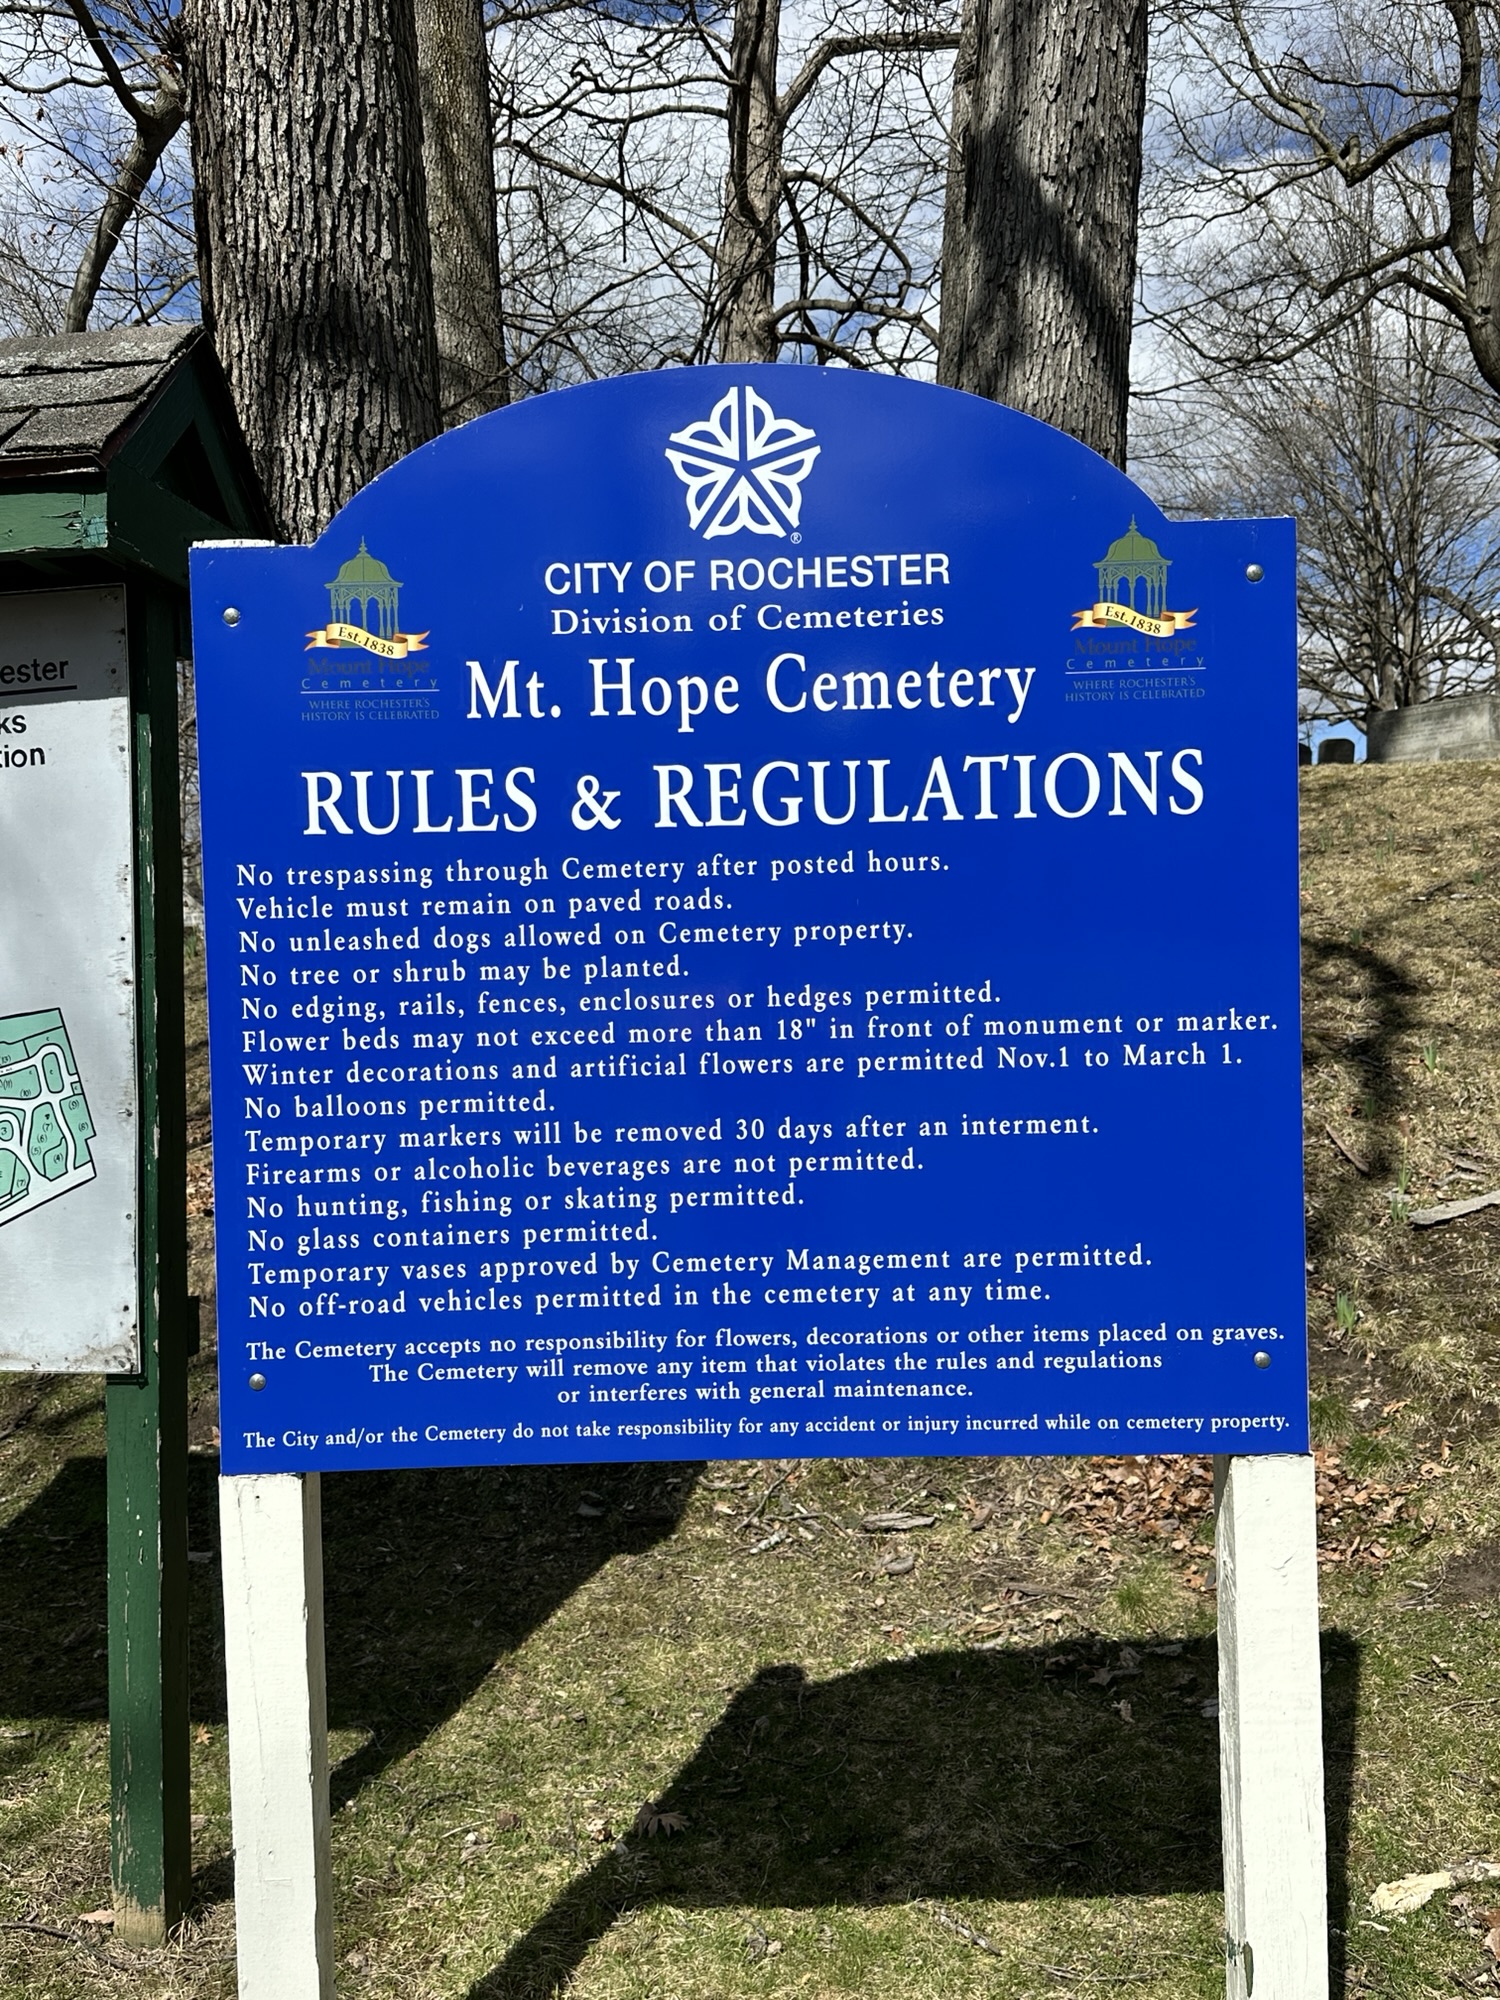 CITY OF ROCHESTER
Division of Cemeteries
Est. 1838
Mount Hope
Cemetery
WHERE ROCHESTER'S
HISTORY IS CELEBRATED
Est. 1838
Mount Hope
Cemetery
WHERE ROCHESTER'S
HISTORY IS CELEBRATED
Mt. Hope Cemetery
RULES & REGULATIONS
No trespassing through Cemetery after posted hours.
Vehicle must remain on paved roads.
No unleashed dogs allowed on Cemetery property.
No tree or shrub may be planted.
No edging, rails, fences, enclosures or hedges permitted.
Flower beds may not exceed more than 18" in front of monument or marker.
Winter decorations and artificial flowers are permitted Nov.1 to March 1.
No balloons permitted.
Temporary markers will be removed 30 days after an interment.
Firearms or alcoholic beverages are not permitted.
No hunting, fishing or skating permitted.
No glass containers permitted.
Temporary vases approved by Cemetery Management are permitted.
No off-road vehicles permitted in the cemetery at any time.
The Cemetery accepts no responsibility for flowers, decorations or other items placed on graves.
The Cemetery will remove any item that violates the rules and regulations
or interferes with general maintenance.
The City and/or the Cemetery do not take responsibility for any accident or injury incurred while on cemetery property.
ester
ks
tion